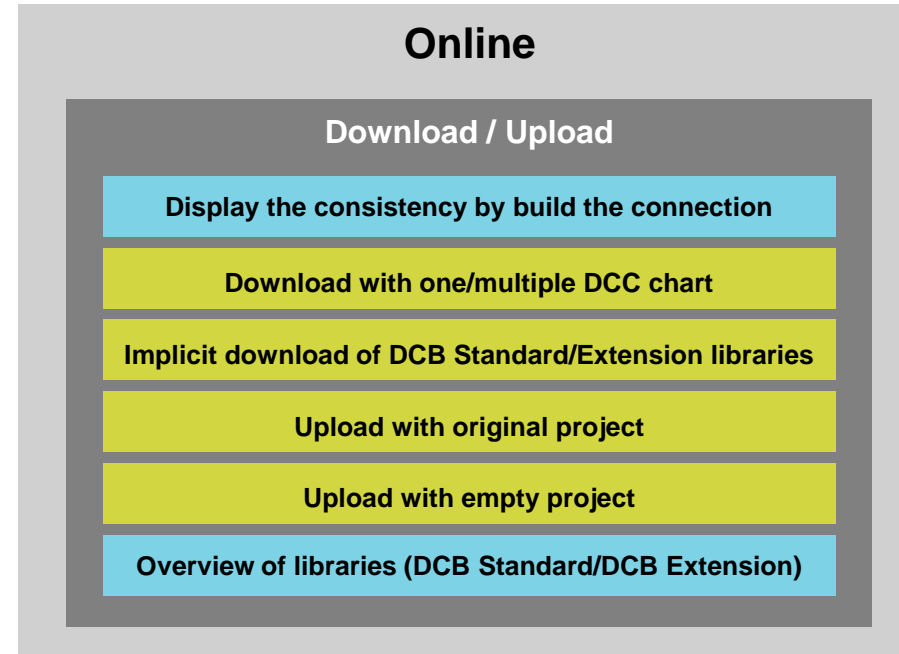 Online
Download / Upload
Display the consistency by build the connection
Download with one/multiple DCC chart
Implicit download of DCB Standard/Extension libraries
Upload with original project
Upload with empty project
Overview of libraries (DCB Standard/DCB Extension)